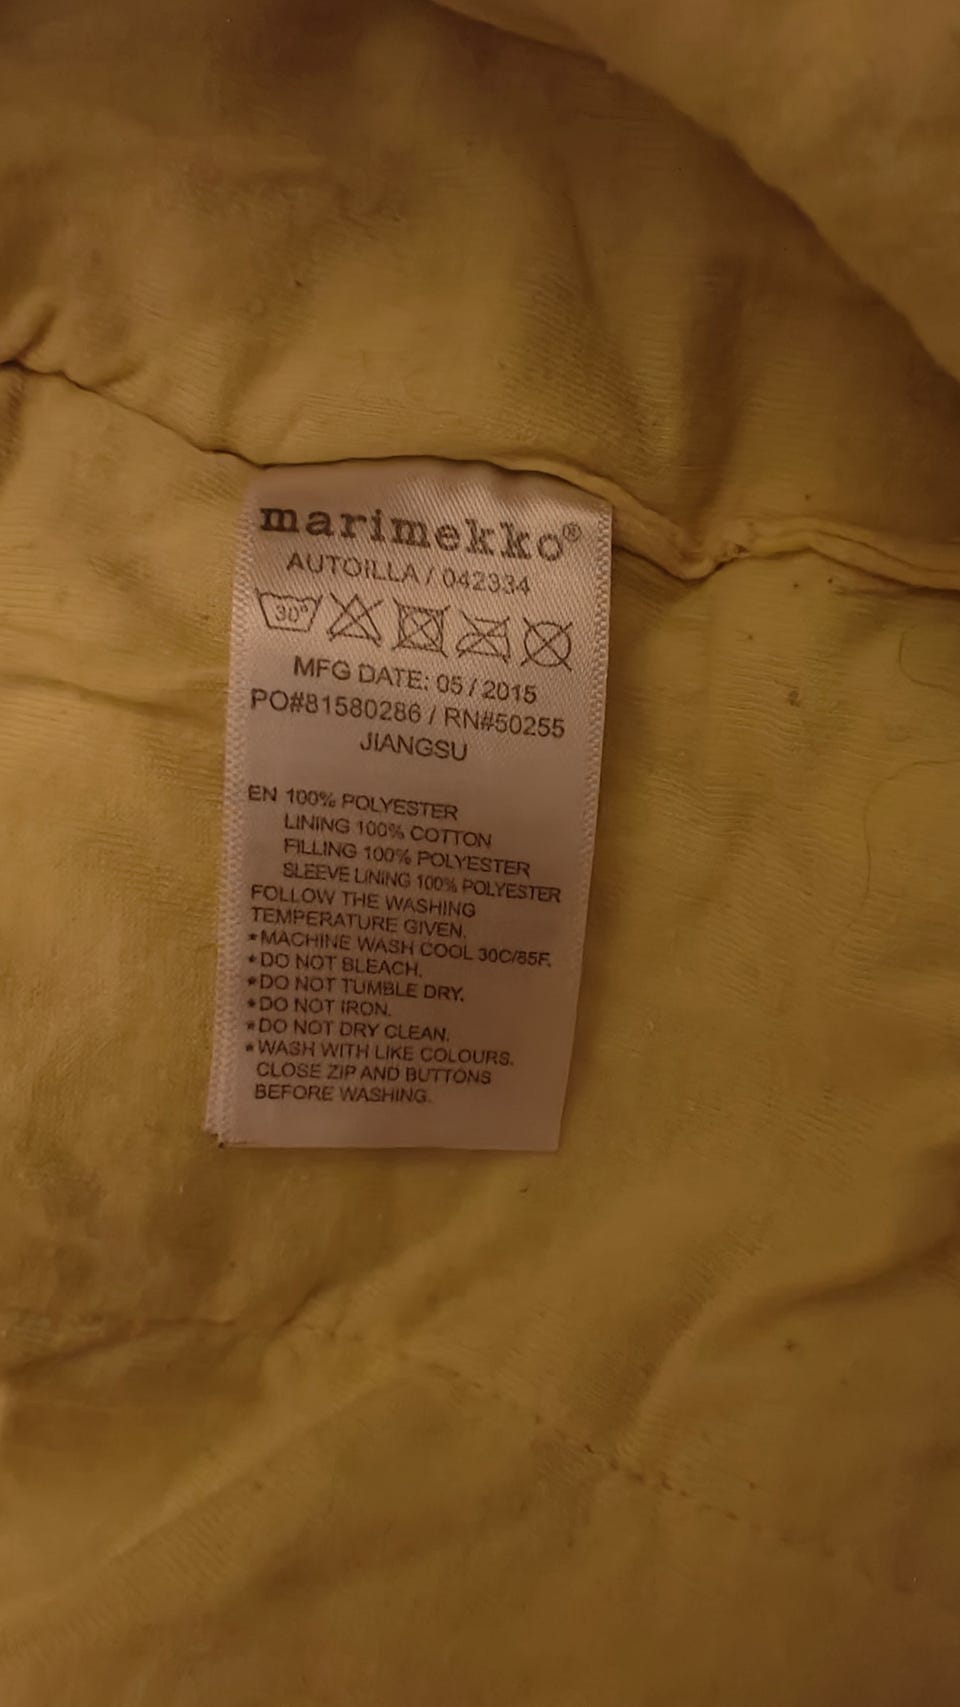 marimekko®
AUTOILLA / 042334
30°
MFG DATE: 05 / 2015
PO#81580286 / RN#50255
JIANGSU
EN 100% POLYESTER
LINING 100% COTTON
FILLING 100% POLYESTER
SLEEVE LINING 100% POLYESTER
FOLLOW THE WASHING
TEMPERATURE GIVEN.
*MACHINE WASH COOL 30C/85F.
*DO NOT BLEACH.
*DO NOT TUMBLE DRY.
*DO NOT IRON.
*DO NOT DRY CLEAN.
*WASH WITH LIKE COLOURS.
CLOSE ZIP AND BUTTONS
BEFORE WASHING.